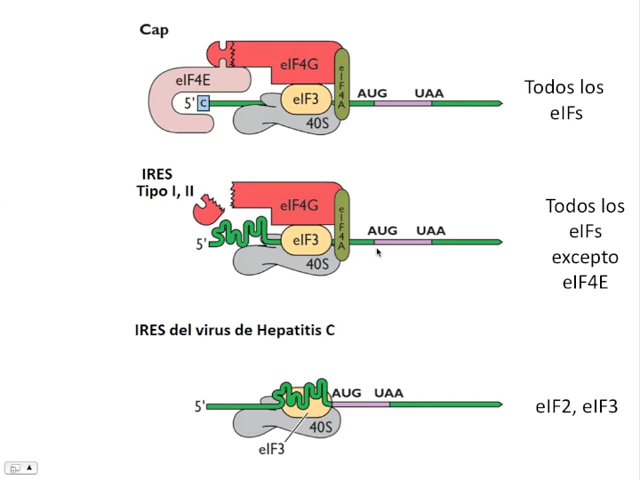 Cap
eIF4G
eIF4E
eIF4A
eIF3
5' C
AUG UAA
40S
Todos los
eIFs
IRES
Tipo I, II
eIF4G
eIF4A
eIF3
5'
AUG UAA
40S
Todos los
eIFs
excepto
eIF4E
IRES del virus de Hepatitis C
AUG UAA
5'
40S
eIF3
eIF2, eIF3